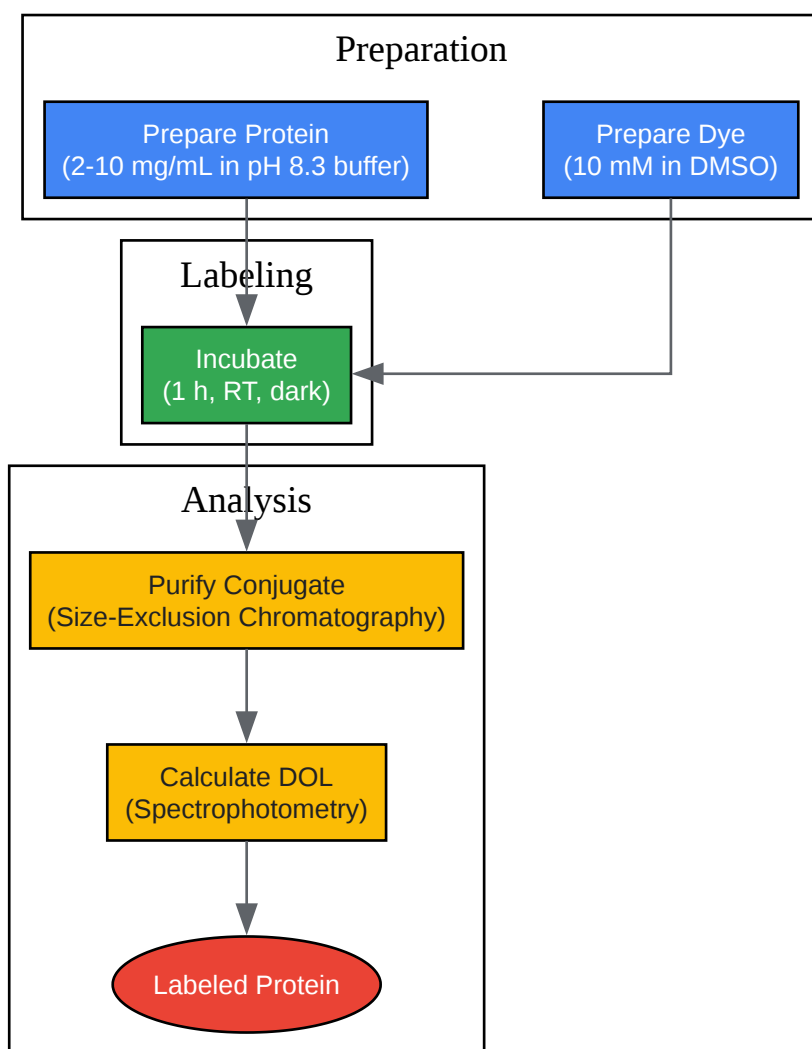 Preparation
Prepare Protein
(2-10 mg/mL in pH 8.3 buffer)
Prepare Dye
(10 mM in DMSO)
Labeling
Incubate
(1 h, RT, dark)
Analysis
Purify Conjugate
(Size-Exclusion Chromatography)
Calculate DOL
(Spectrophotometry)
Labeled Protein